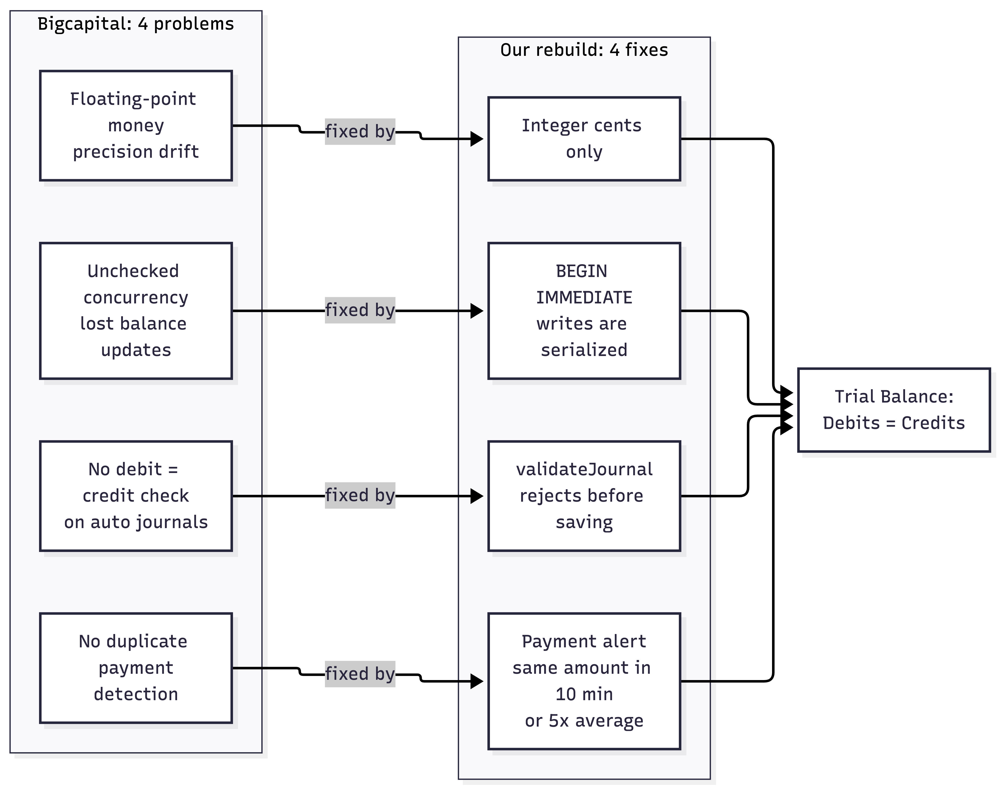 Bigcapital: 4 problems
Floating-point
money
precision drift
Unchecked
concurrency
lost balance
updates
No debit =
credit check
on auto journals
No duplicate
payment
detection
fixed by
fixed by
fixed by
fixed by
Our rebuild: 4 fixes
Integer cents
only
BEGIN
IMMEDIATE
writes are
serialized
validateJournal
rejects before
saving
Payment alert
same amount in
10 min
or 5x average
Trial Balance:
Debits = Credits